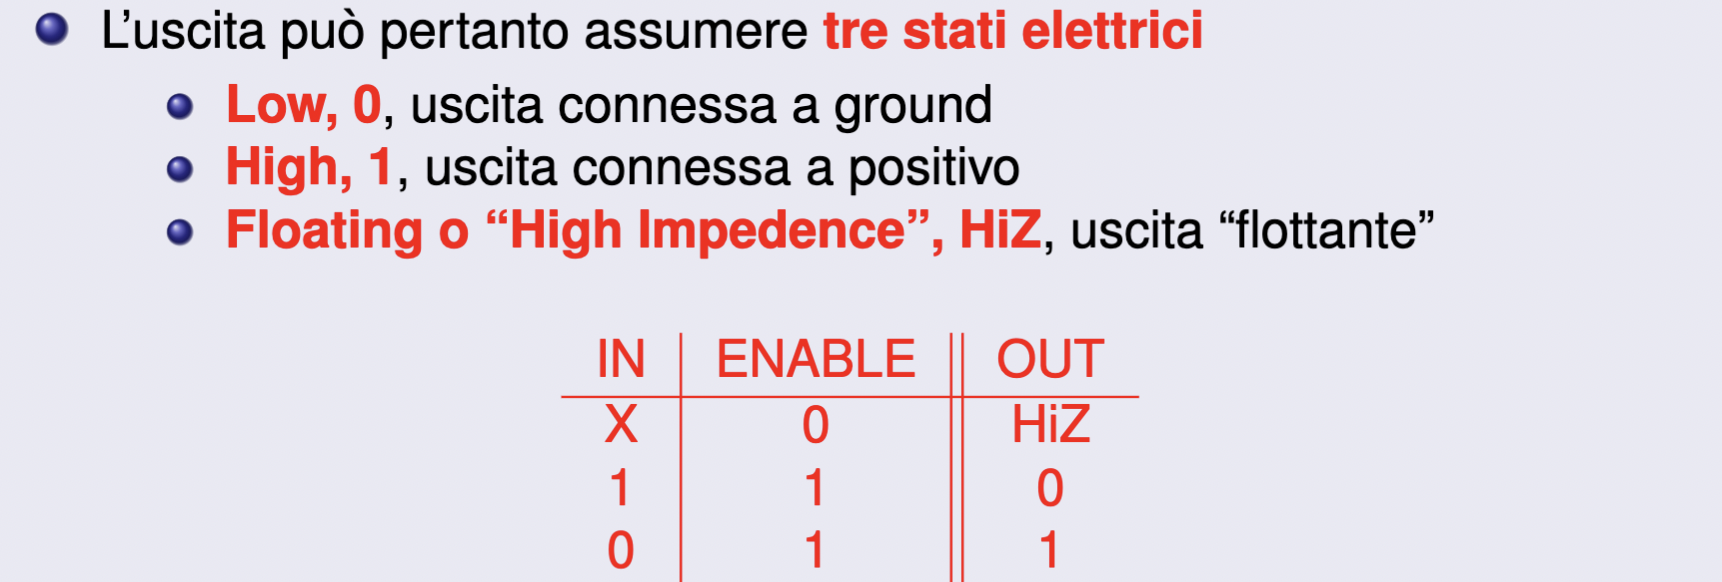 L'uscita può pertanto assumere tre stati elettrici
Low, 0, uscita connessa a ground
High, 1, uscita connessa a positivo
Floating o “High Impedence”, HiZ, uscita “flottante”
IN ENABLE OUT
X 0 HiZ
1 1 0
0 1 1